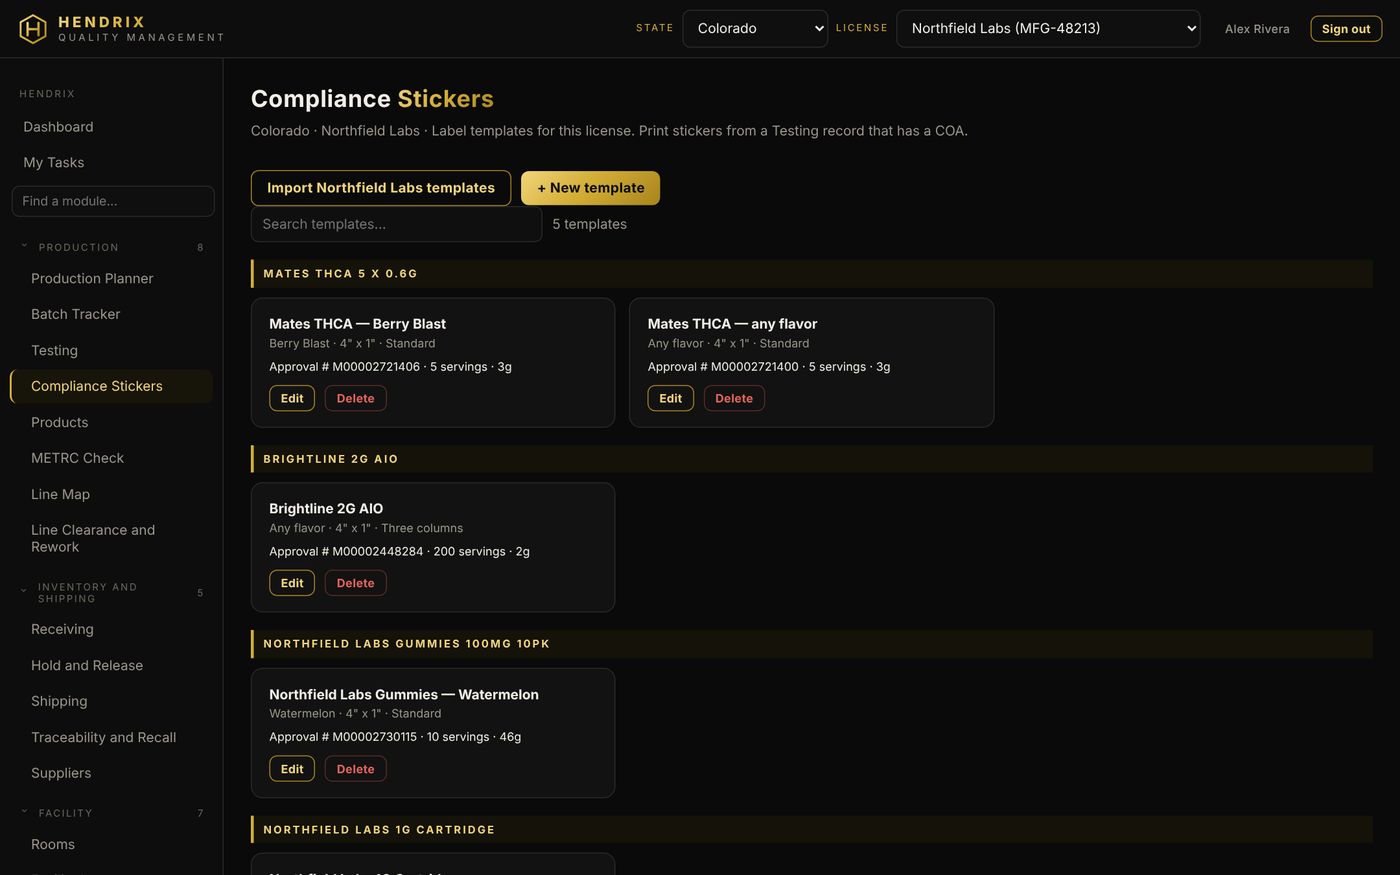 HENDRIX
QUALITY MANAGEMENT
STATE
Colorado
LICENSE
Northfield Labs (MFG-48213)
Alex Rivera
Sign out
HENDRIX
Dashboard
My Tasks
Find a module...
PRODUCTION 8
Production Planner
Batch Tracker
Testing
Compliance Stickers
Products
METRC Check
Line Map
Line Clearance and
Rework
INVENTORY AND
SHIPPING 5
Receiving
Hold and Release
Shipping
Traceability and Recall
Suppliers
FACILITY 7
Rooms
Compliance Stickers
Colorado · Northfield Labs · Label templates for this license. Print stickers from a Testing record that has a COA.
Import Northfield Labs templates
+ New template
Search templates...
5 templates
MATES THCA 5 X 0.6G
Mates THCA — Berry Blast
Berry Blast · 4" x 1" · Standard
Approval # M00002721406 · 5 servings · 3g
Edit
Delete
Mates THCA — any flavor
Any flavor · 4" x 1" · Standard
Approval # M00002721400 · 5 servings · 3g
Edit
Delete
BRIGHTLINE 2G AIO
Brightline 2G AIO
Any flavor · 4" x 1" · Three columns
Approval # M00002448284 · 200 servings · 2g
Edit
Delete
NORTHFIELD LABS GUMMIES 100MG 10PK
Northfield Labs Gummies — Watermelon
Watermelon · 4" x 1" · Standard
Approval # M00002730115 · 10 servings · 46g
Edit
Delete
NORTHFIELD LABS 1G CARTRIDGE